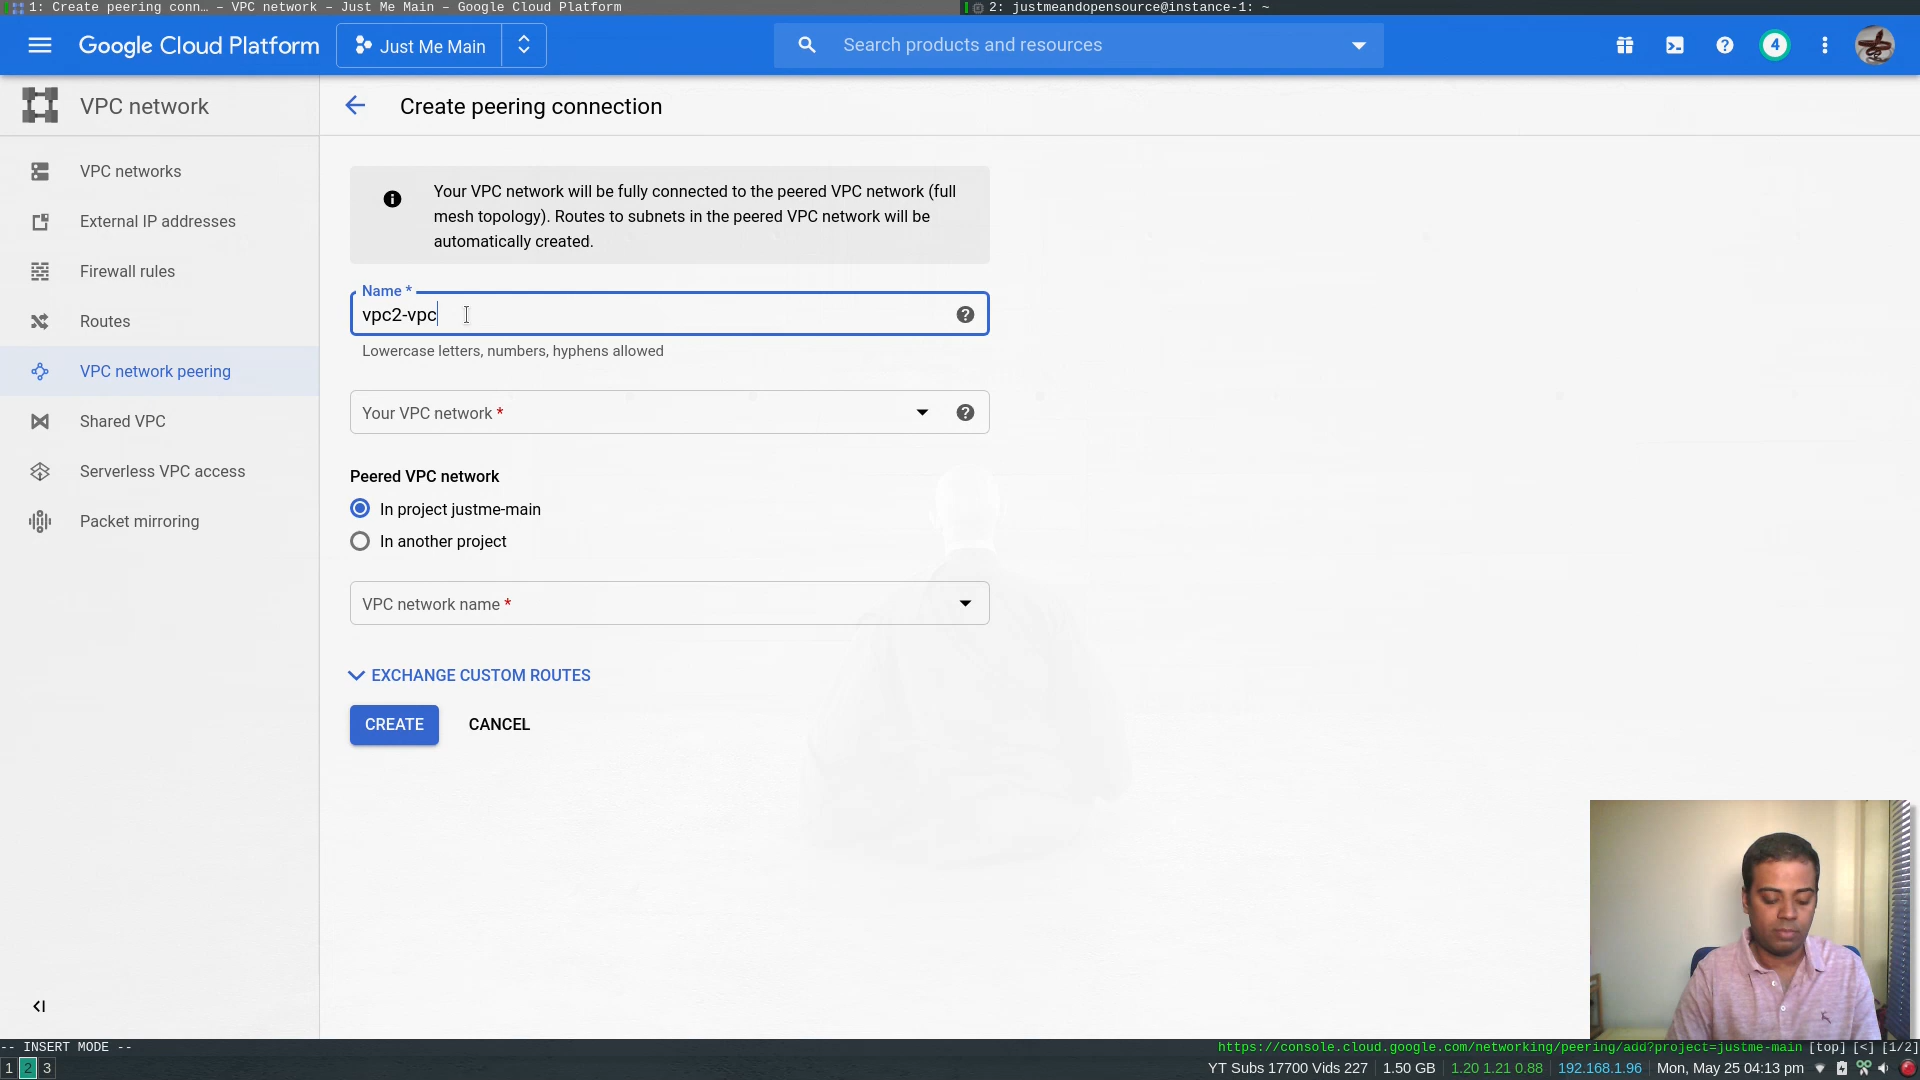 1: Create peering conn… – VPC network – Just Me Main – Google Cloud Platform
2: justmeandopensource@instance-1: ~
Google Cloud Platform
Just Me Main
Search products and resources
4
VPC network
Create peering connection
VPC networks
External IP addresses
Firewall rules
Routes
VPC network peering
Shared VPC
Serverless VPC access
Packet mirroring
Your VPC network will be fully connected to the peered VPC network (full
mesh topology). Routes to subnets in the peered VPC network will be
automatically created.
Name *
vpc2-vpc
Lowercase letters, numbers, hyphens allowed
Your VPC network *
Peered VPC network
In project justme-main
In another project
VPC network name *
EXCHANGE CUSTOM ROUTES
CREATE
CANCEL
-- INSERT MODE --
https://console.cloud.google.com/networking/peering/add?project=justme-main [top] [<] [1/2]
1 2 3
YT Subs 17700 Vids 227 1.50 GB 1.20 1.21 0.88 192.168.1.96 Mon, May 25 04:13 pm